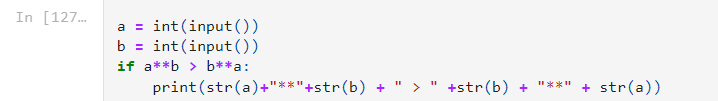 In [127…
a = int(input())
b = int(input())
if a**b > b**a:
    print(str(a)+"**"+str(b) + " > " +str(b) + "**" + str(a))